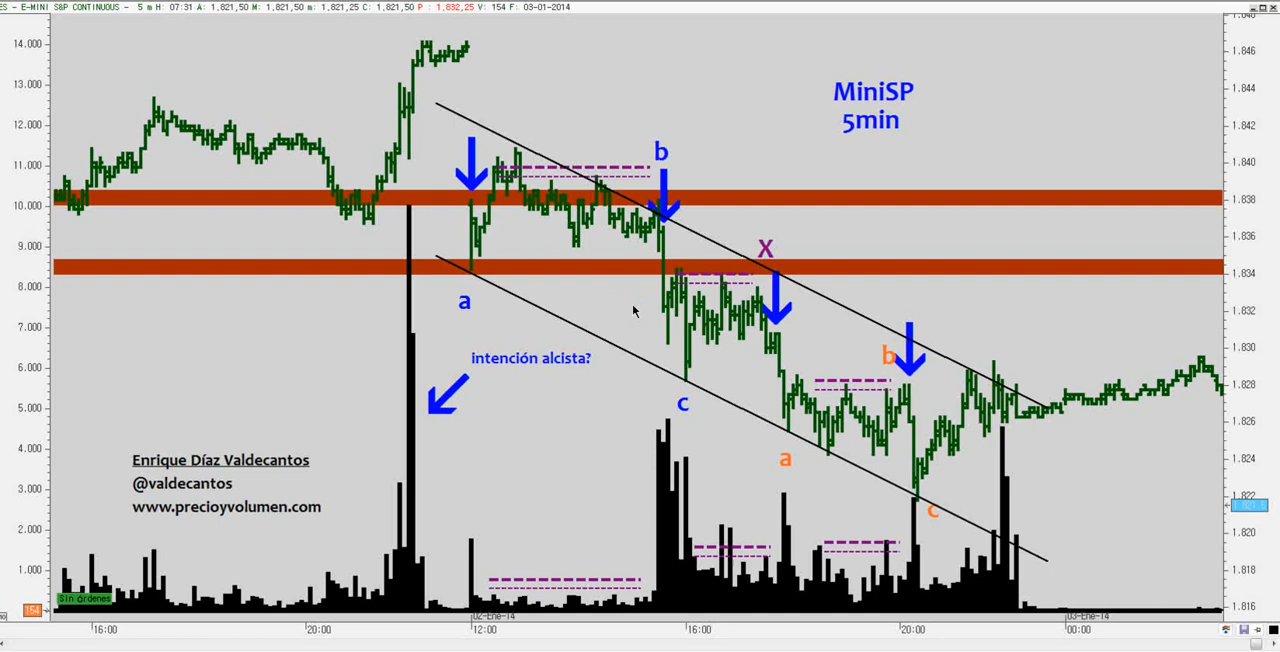 ES - E-MINI S&P CONTINUOUS - 5 m H: 07:31 A: 1.821,50 M: 1.821,50 m: 1.821,25 C: 1.821,50 P : 1.832,25 V: 154 F: 03-01-2014
14.000
13.000
12.000
11.000
10.000
9.000
8.000
7.000
6.000
5.000
4.000
3.000
2.000
1.000
154
1.846
1.844
1.842
1.840
1.838
1.836
1.834
1.832
1.830
1.828
1.826
1.824
1.822
1.820
1.818
1.816
MiniSP
5min
b
X
a
intención alcista?
b
c
a
c
Enrique Díaz Valdecantos
@valdecantos
www.precioyvolumen.com
Sin órdenes
02-Ene-14
03-Ene-14
16:00
20:00
12:00
16:00
20:00
00:00